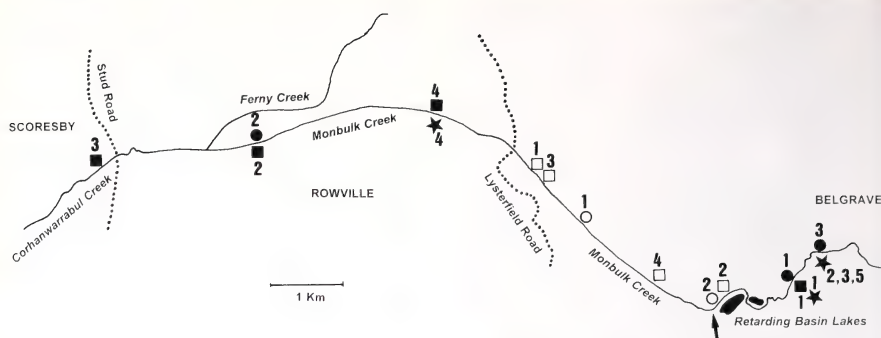 SCORESBY
Stud Road
3
Corhanwarrabul Creek
Ferny Creek
2
2
Monbulk Creek
4
4
ROWVILLE
1 Km
Lysterfield Road
1
3
1
Monbulk Creek
4
2
2
BELGRAVE
3
2,3,5
1
1
1
Retarding Basin Lakes